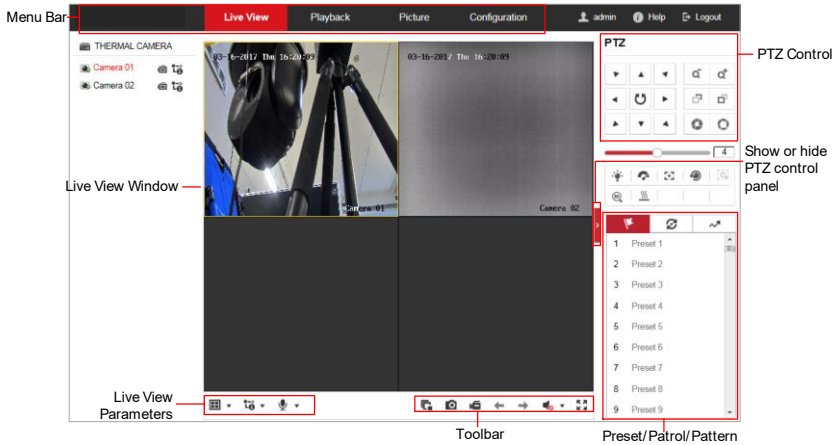 Menu Bar
Live View Playback Picture Configuration admin Help Logout
THERMAL CAMERA
Camera 01
Camera 02
03-16-2017 Thu 16:20:09
Camera 01
03-16-2017 Thu 16:20:09
Camera 02
PTZ
PTZ Control
4
Show or hide
PTZ control
panel
Live View Window
1 Preset 1
2 Preset 2
3 Preset 3
4 Preset 4
5 Preset 5
6 Preset 6
7 Preset 7
8 Preset 8
9 Preset 9
Live View
Parameters
Toolbar
Preset/Patrol/Pattern